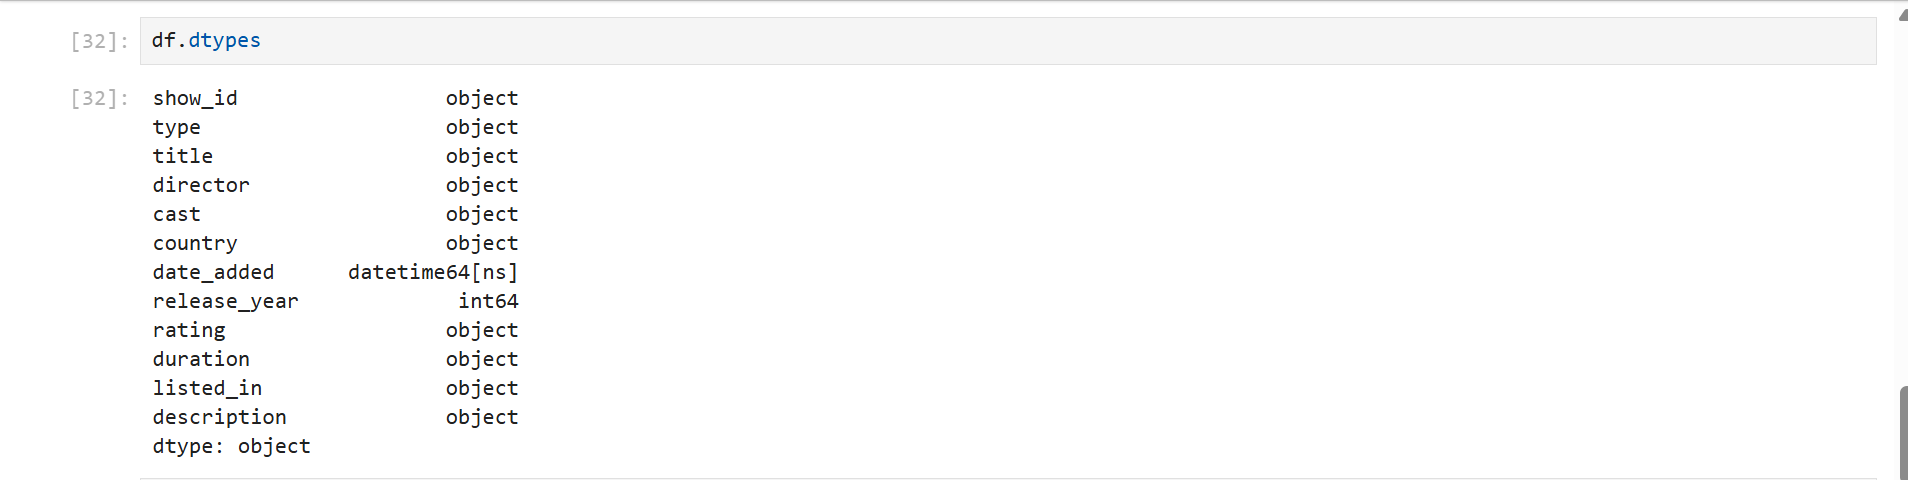 [32]: df.dtypes
[32]: show_id object
type object
title object
director object
cast object
country object
date_added datetime64[ns]
release_year int64
rating object
duration object
listed_in object
description object
dtype: object